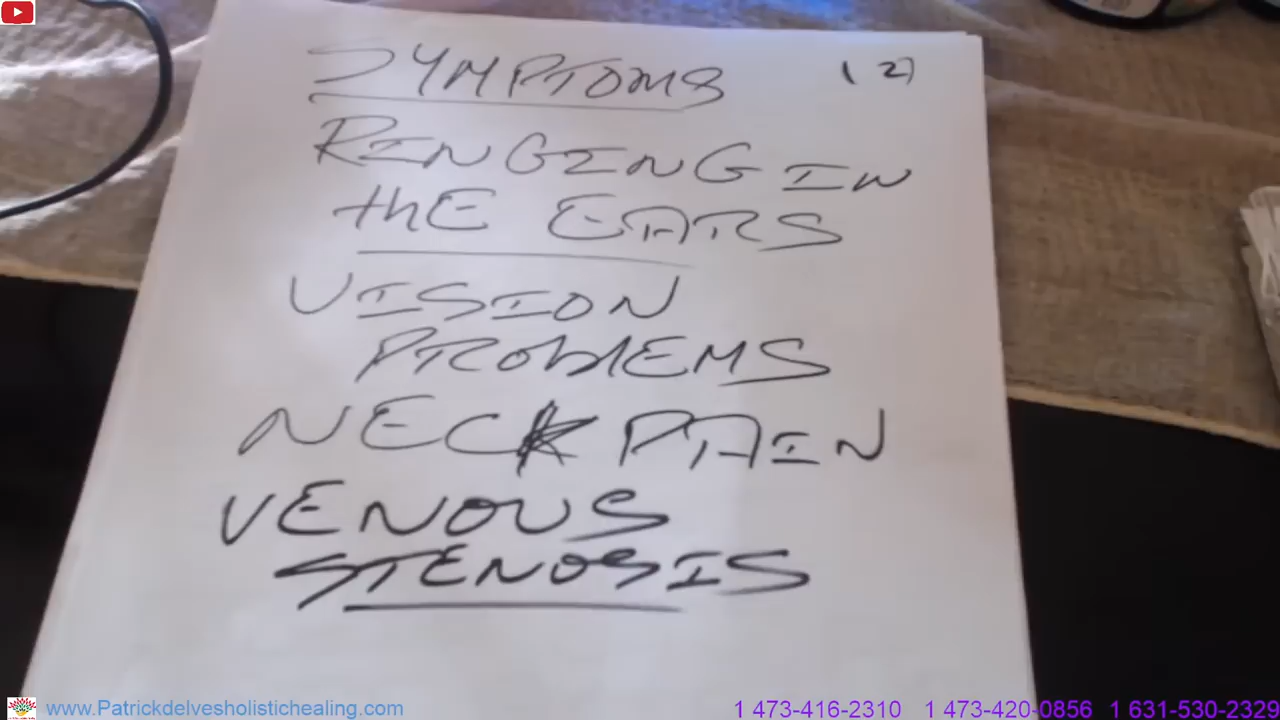 SYMPTOMS (2)
RINGING IN
thE EARS
VISION
PROblEMS
NECK PAIN
VENOUS
STENOSIS
www.Patrickdelvesholistichealing.com 1 473-416-2310 1 473-420-0856 1 631-530-2329